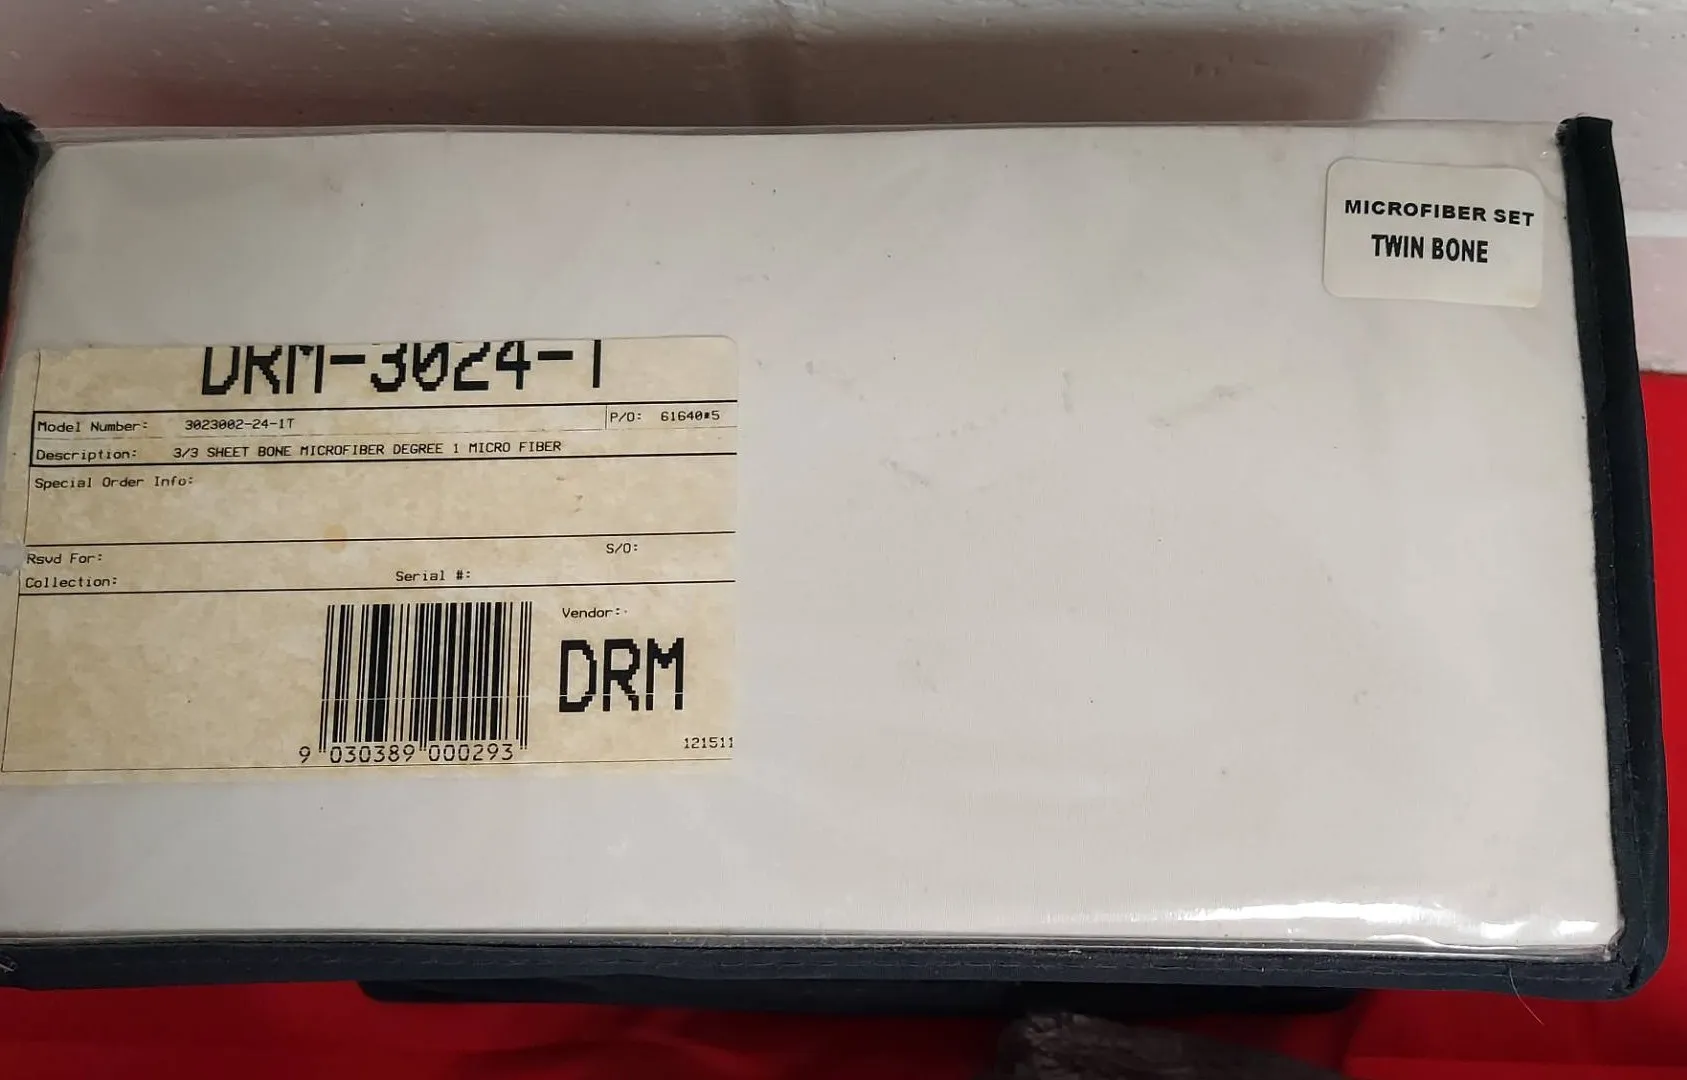 MICROFIBER SET
TWIN BONE
DRM-3024-1
Model Number: 3023002-24-1T P/O: 61640#5
Description: 3/3 SHEET BONE MICROFIBER DEGREE 1 MICRO FIBER
Special Order Info:
Rsvd For: S/O:
Collection: Serial #:
Vendor:
DRM
9 030389 000293
121511